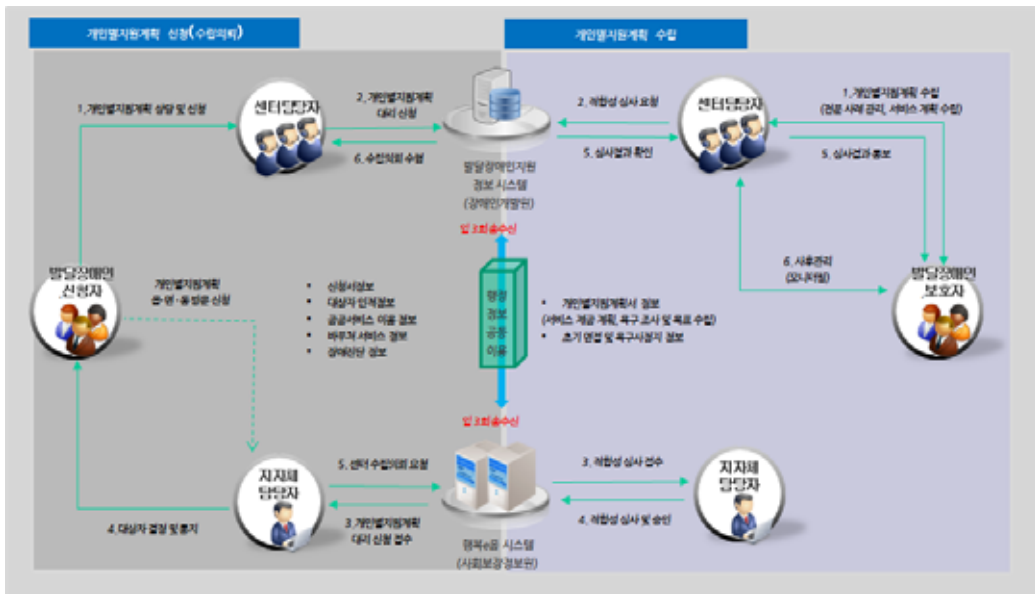 개인별지원계획 신청(수립의뢰)
개인별지원계획 수립
1. 개인별지원계획 상담 및 신청
센터담당자
2. 개인별지원계획
대리 신청
6. 수립의뢰 수령
발달장애인지원
정보 시스템
(장애인개발원)
2. 적합성 심사 요청
5. 심사결과 확인
센터담당자
1. 개인별지원계획 수립
(전문 사례 관리, 서비스 계획 수립)
5. 심사결과 통보
6. 사후관리
(모니터링)
발달장애인
신청자
개인별지원계획
읍·면·동 방문 신청
• 신청서정보
• 대상자 인적정보
• 공공서비스 이용 정보
• 바우처 서비스 정보
• 장애진단 정보
일 3회 송수신
행정
정보
공동
이용
• 개인별지원계획서 정보
(서비스 제공 계획, 욕구 조사 및 목표 수립)
• 초기 면접 및 욕구사정지 정보
발달장애인
보호자
일 3회 송수신
지자체
담당자
5. 센터 수립의뢰 요청
3. 개인별지원계획
대리 신청 접수
4. 대상자 결정 및 통지
행복e음 시스템
(사회보장정보원)
3. 적합성 심사 접수
4. 적합성 심사 및 승인
지자체
담당자